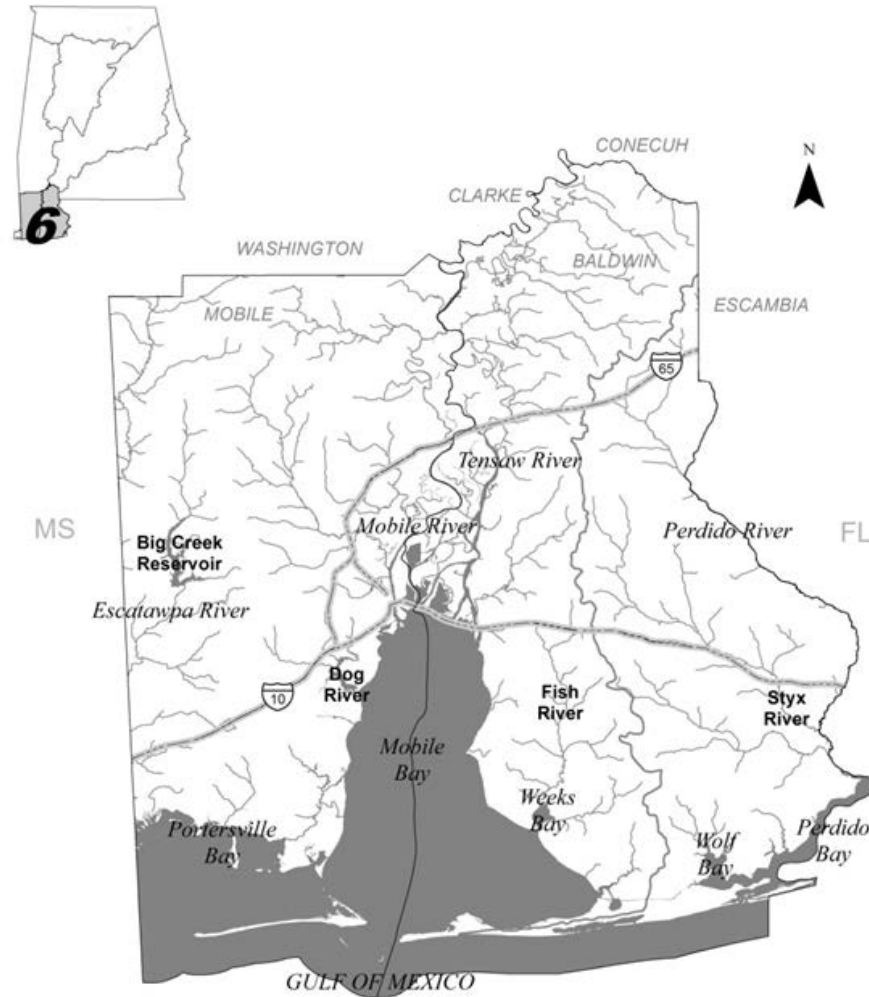 6
N
CONECUH
CLARKE
WASHINGTON
BALDWIN
ESCAMBIA
MOBILE
65
Tensaw River
Mobile River
Perdido River
MS
FL
Big Creek
Reservoir
Escatawpa River
Dog
River
Fish
River
Styx
River
10
Mobile
Bay
Weeks
Bay
Portersville
Bay
Wolf
Bay
Perdido
Bay
GULF OF MEXICO